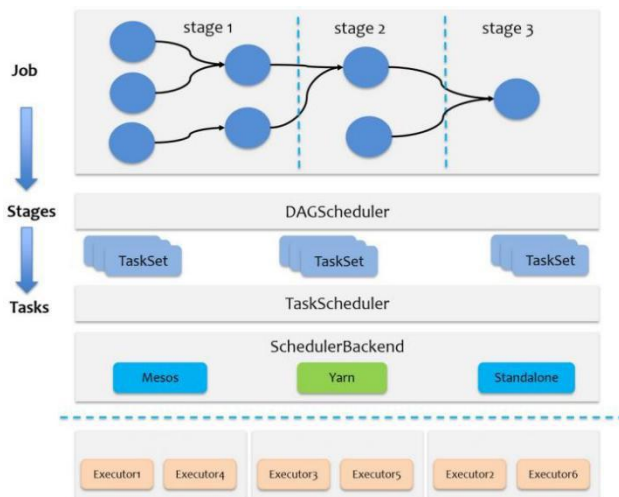 stage 1
stage 2
stage 3
Job
Stages
DAGScheduler
TaskSet
TaskSet
TaskSet
Tasks
TaskScheduler
SchedulerBackend
Mesos
Yarn
Standalone
Executor1
Executor4
Executor3
Executor5
Executor2
Executor6